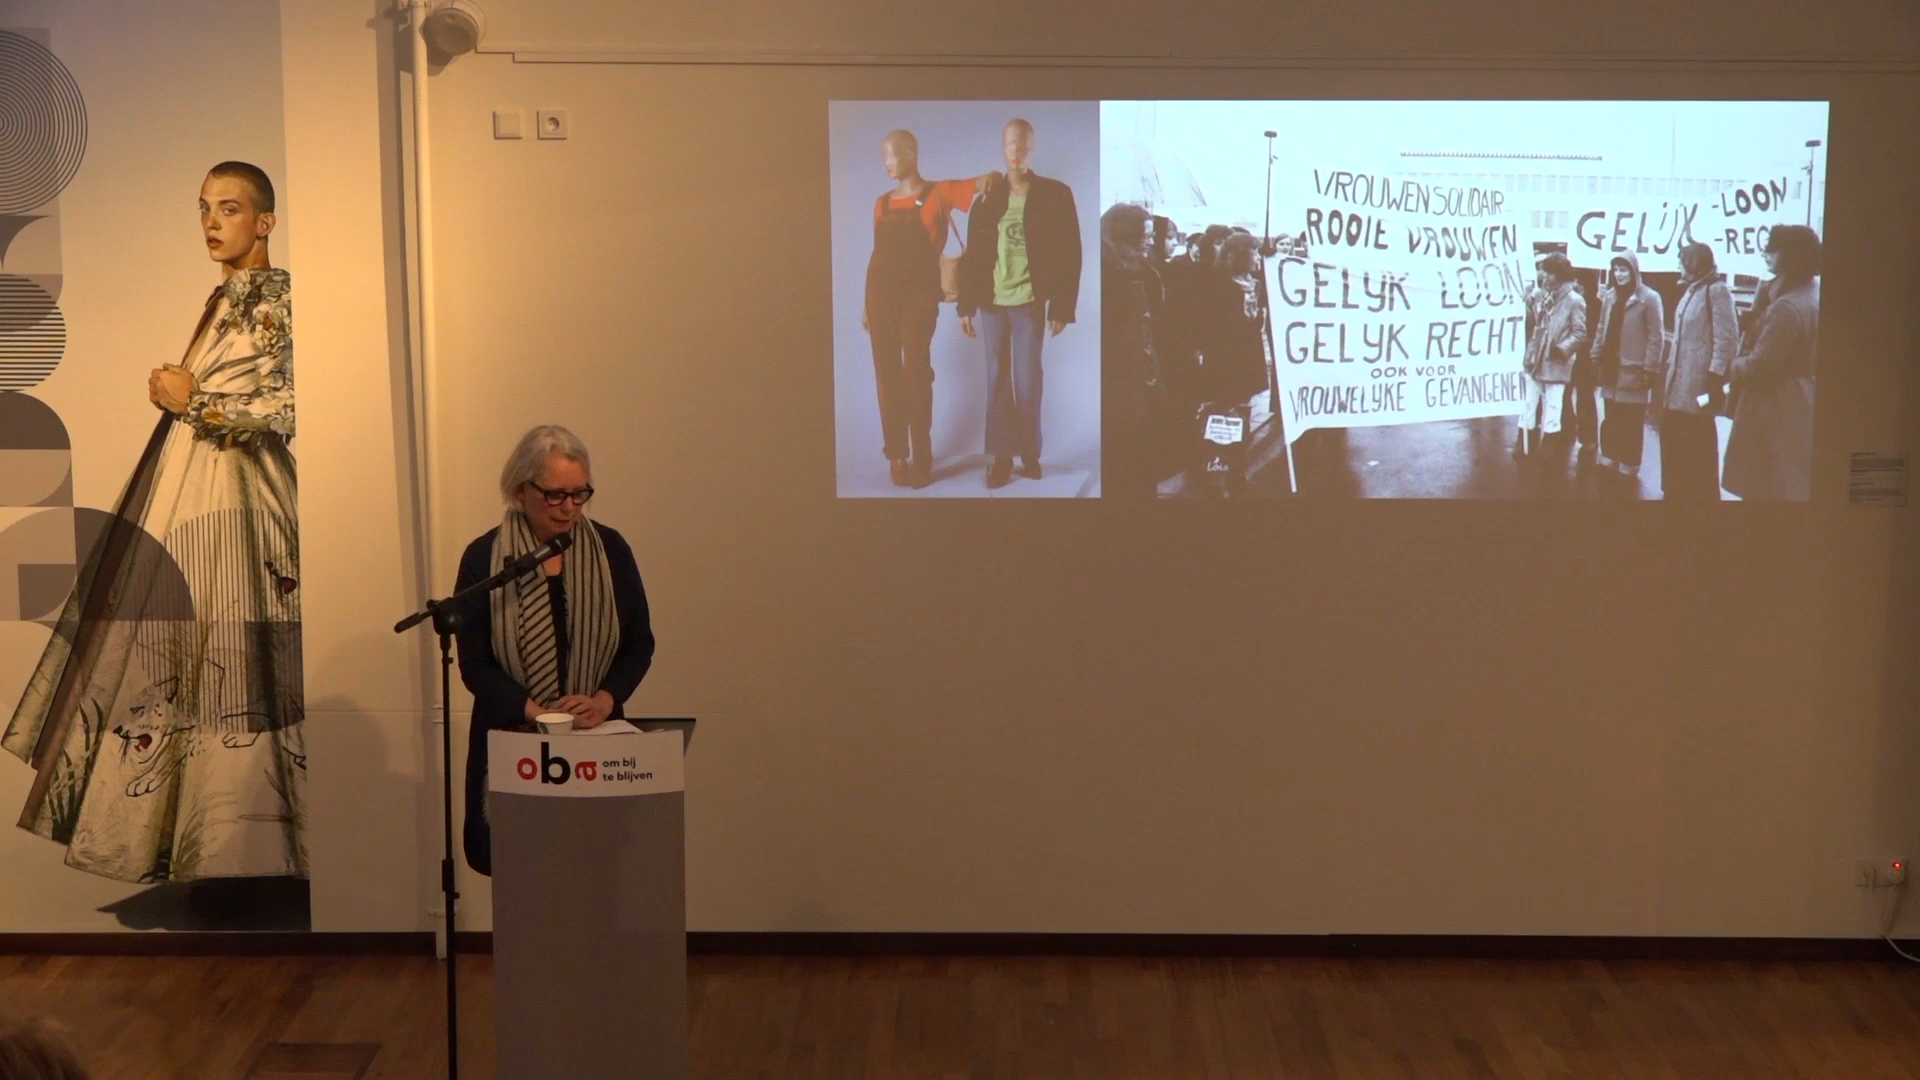 VROUWEN SOLIDAIR-
ROOIE VROUWEN
GELYK LOON
GELYK RECHT
OOK VOOR
VROUWELYKE GEVANGENEN
GELIJK -LOON
-REC
oba om bij
te blijven